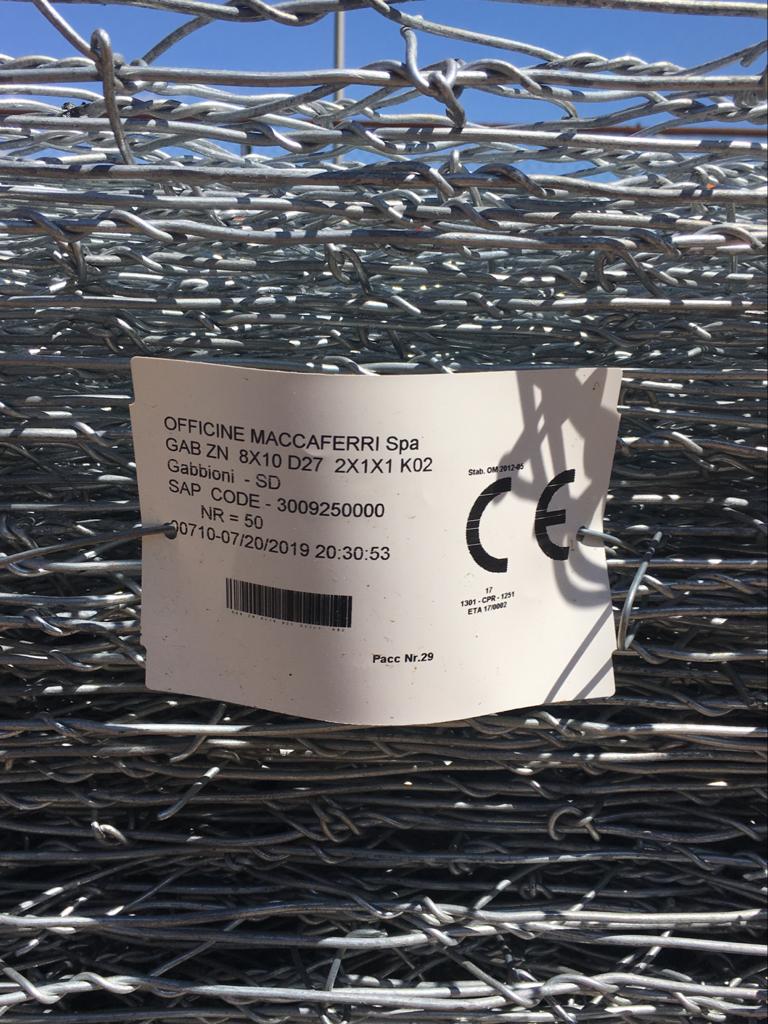 OFFICINE MACCAFERRI Spa
GAB ZN 8X10 D27 2X1X1 K02
Gabbioni - SD
SAP CODE - 3009250000
NR = 50
00710-07/20/2019 20:30:53
Stab. OM 2012-05
CE
17
1301 - CPR - 1251
ETA 17/0002
Pacc Nr.29